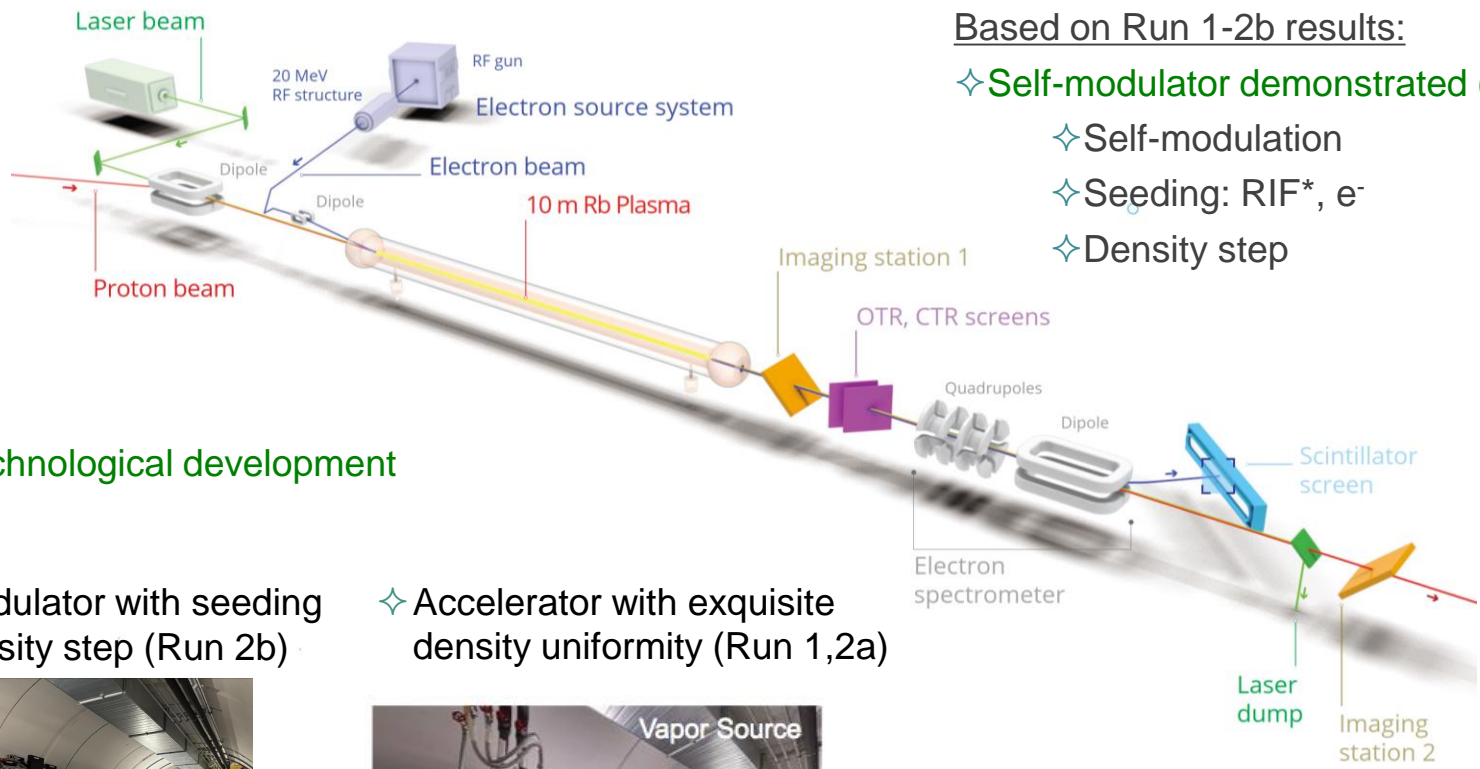 Laser beam
20 MeV
RF structure
RF gun
Electron source system
Based on Run 1-2b results:
✧Self-modulator demonstrated
✧Self-modulation
✧Seeding: RIF*, e-
✧Density step
Dipole
Electron beam
Dipole
10 m Rb Plasma
Proton beam
Imaging station 1
OTR, CTR screens
Quadrupoles
Dipole
Scintillator
screen
chnological development
Electron
spectrometer
dulator with seeding
sity step (Run 2b)
✧Accelerator with exquisite
density uniformity (Run 1,2a)
Laser
dump
Imaging
station 2
Vapor Source